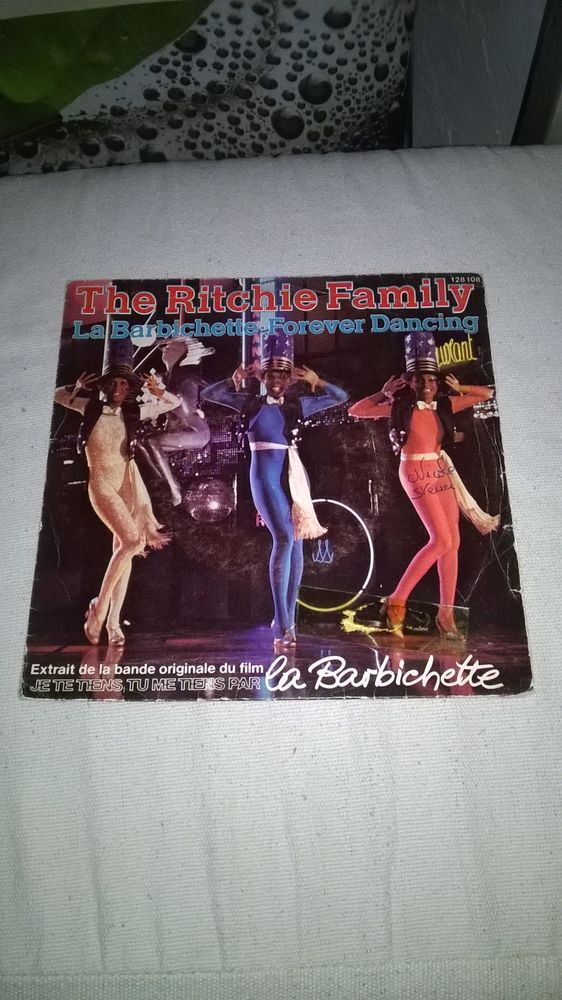 128108
The Ritchie Family
La Barbichette-Forever Dancing
Nicole
Extrait de la bande originale du film
JE TE TIENS, TU ME TIENS PAR la Barbichette